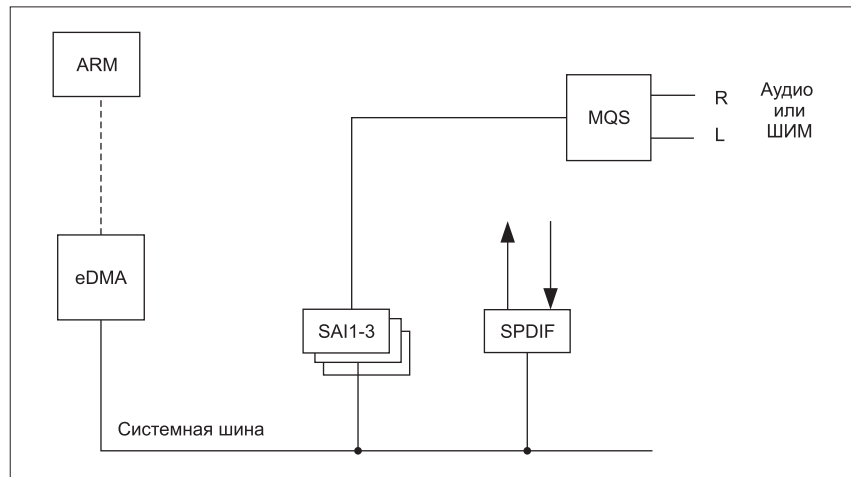 ARM
MQS
R
L
Аудио
или
ШИМ
eDMA
SAI1-3
SPDIF
Системная шина